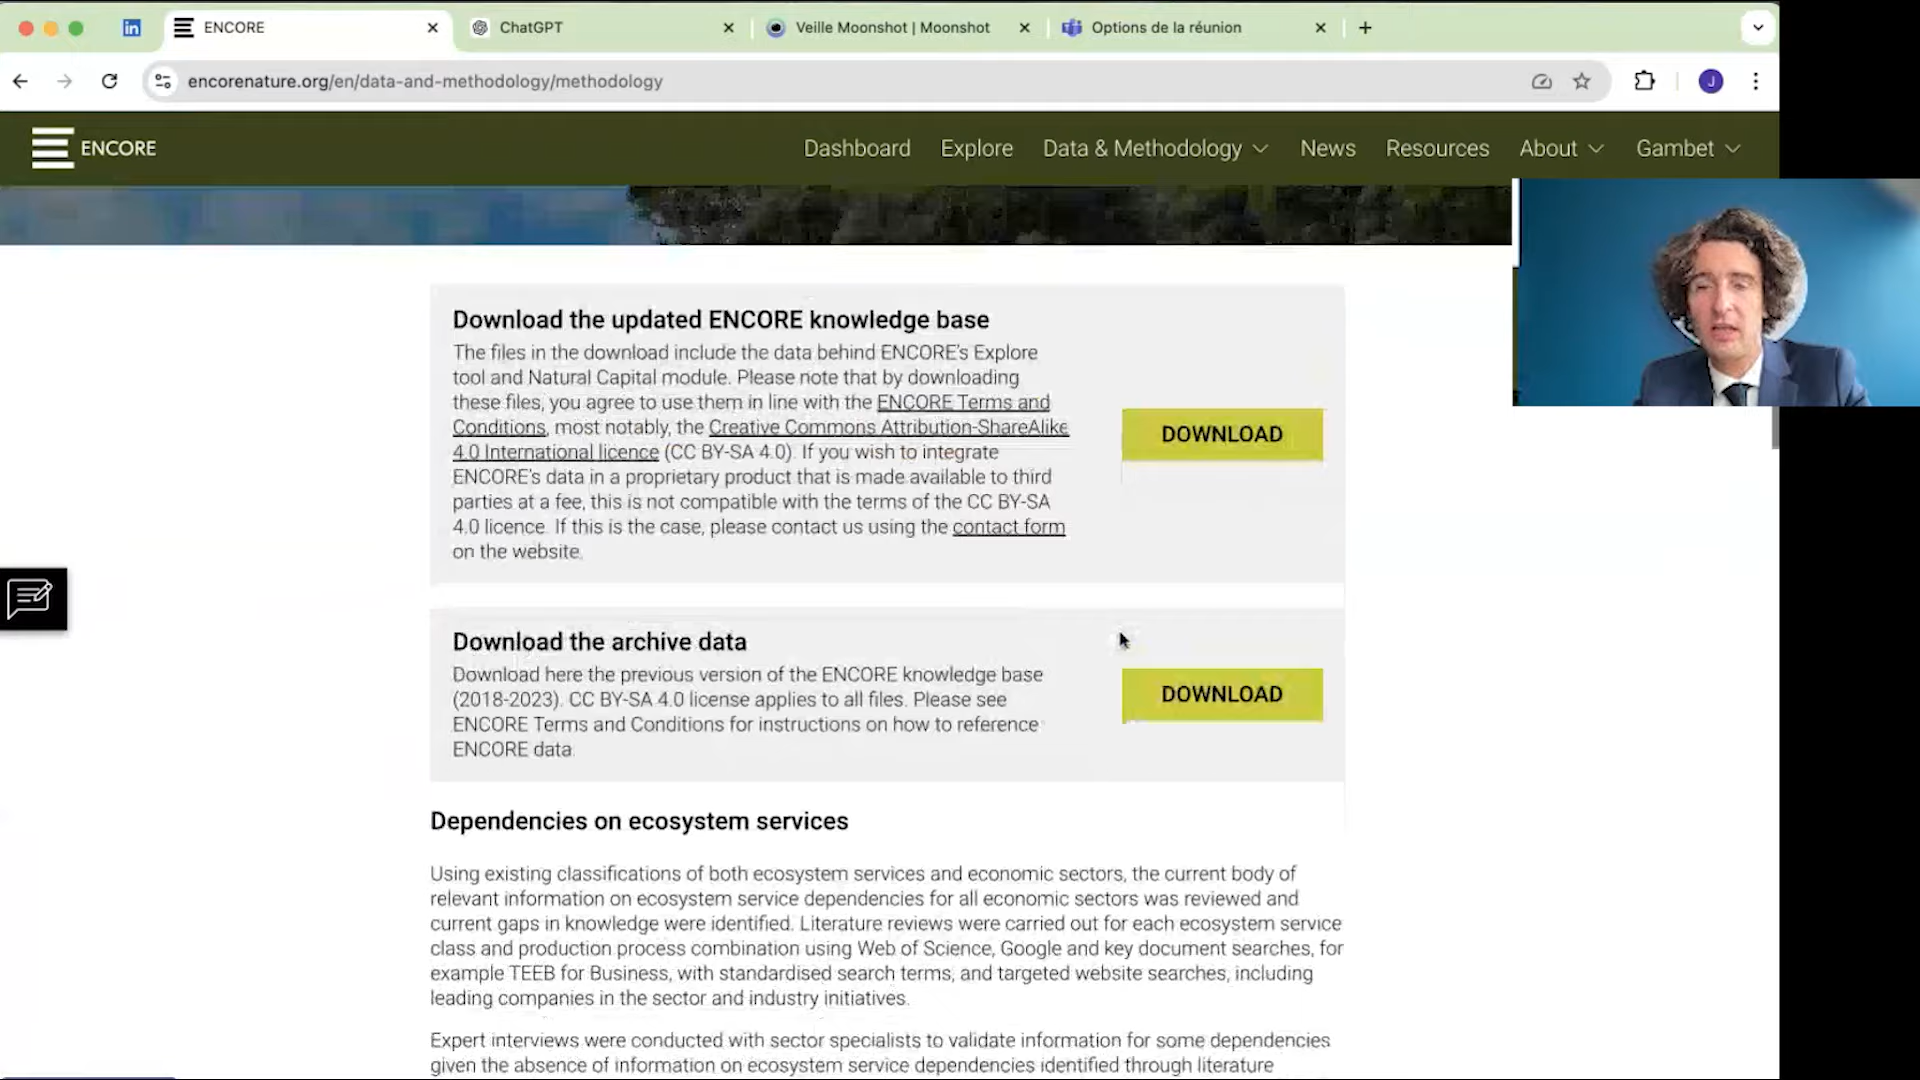 ENCORE
ChatGPT
Veille Moonshot | Moonshot
Options de la réunion
encorenature.org/en/data-and-methodology/methodology
J
ENCORE
Dashboard
Explore
Data & Methodology
News
Resources
About
Gambet
Download the updated ENCORE knowledge base
The files in the download include the data behind ENCORE's Explore
tool and Natural Capital module. Please note that by downloading
these files, you agree to use them in line with the ENCORE Terms and
Conditions, most notably, the Creative Commons Attribution-ShareAlike
4.0 International licence (CC BY-SA 4.0). If you wish to integrate
ENCORE's data in a proprietary product that is made available to third
parties at a fee, this is not compatible with the terms of the CC BY-SA
4.0 licence. If this is the case, please contact us using the contact form
on the website.
DOWNLOAD
Download the archive data
Download here the previous version of the ENCORE knowledge base
(2018-2023). CC BY-SA 4.0 license applies to all files. Please see
ENCORE Terms and Conditions for instructions on how to reference
ENCORE data.
DOWNLOAD
Dependencies on ecosystem services
Using existing classifications of both ecosystem services and economic sectors, the current body of
relevant information on ecosystem service dependencies for all economic sectors was reviewed and
current gaps in knowledge were identified. Literature reviews were carried out for each ecosystem service
class and production process combination using Web of Science, Google and key document searches, for
example TEEB for Business, with standardised search terms, and targeted website searches, including
leading companies in the sector and industry initiatives.
Expert interviews were conducted with sector specialists to validate information for some dependencies
given the absence of information on ecosystem service dependencies identified through literature